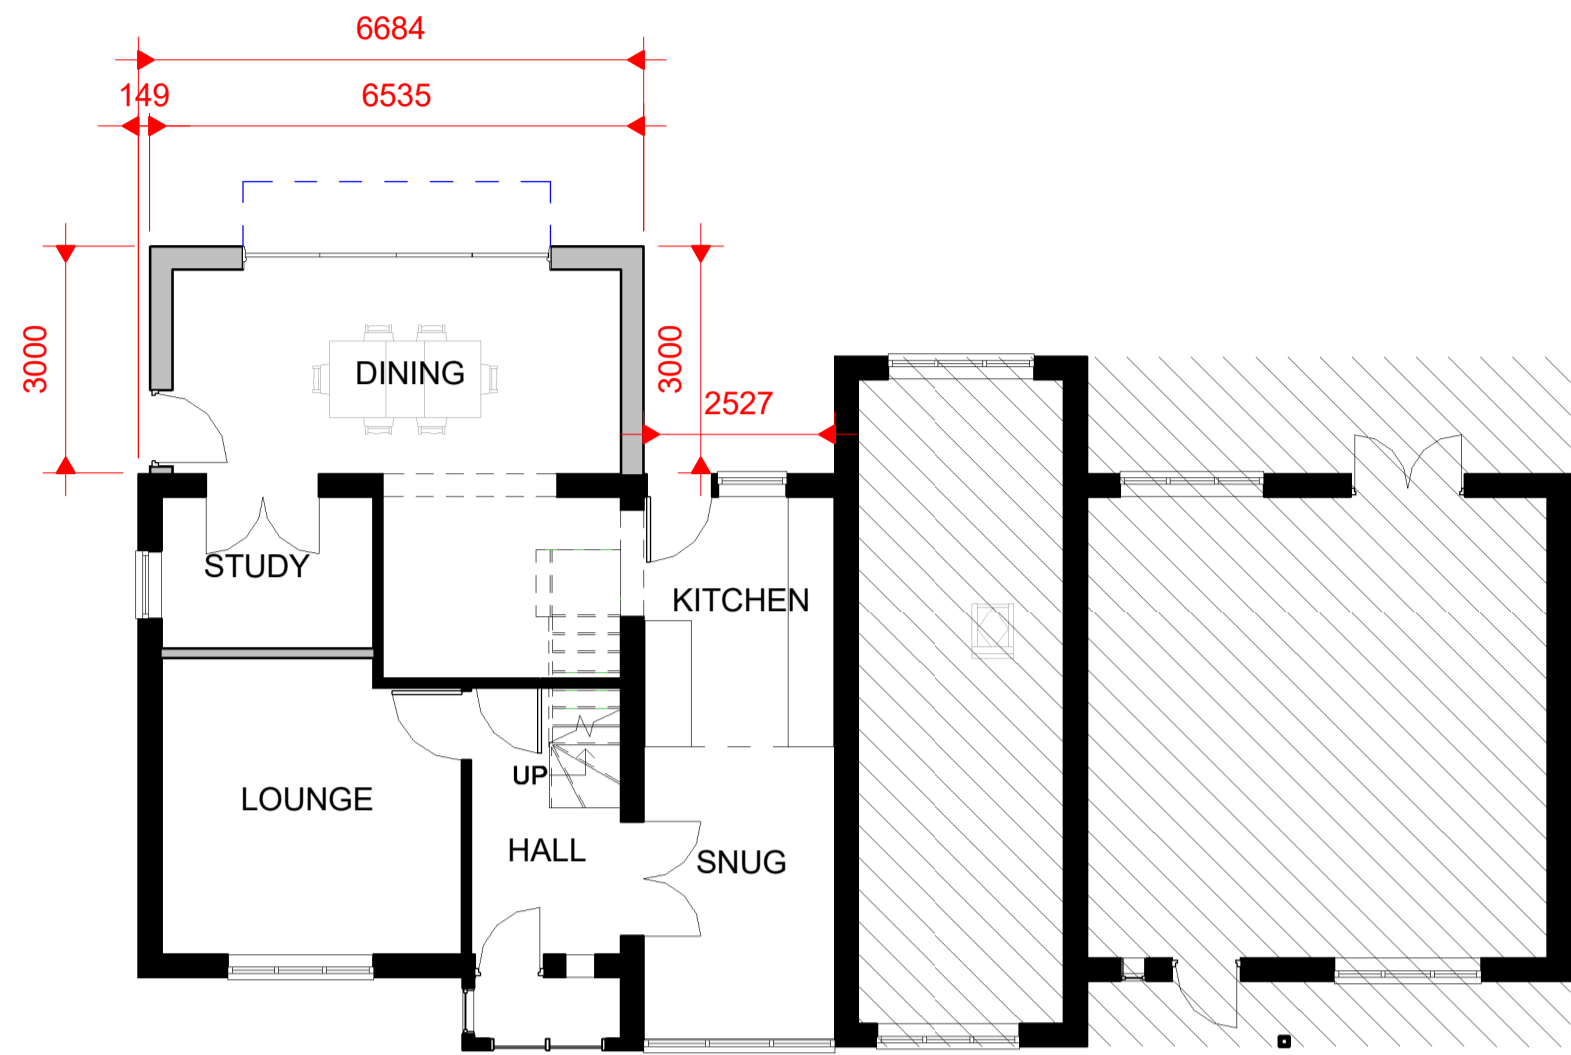 6684
149
6535
3000
DINING
3000
2527
STUDY
KITCHEN
UP
LOUNGE
HALL
SNUG